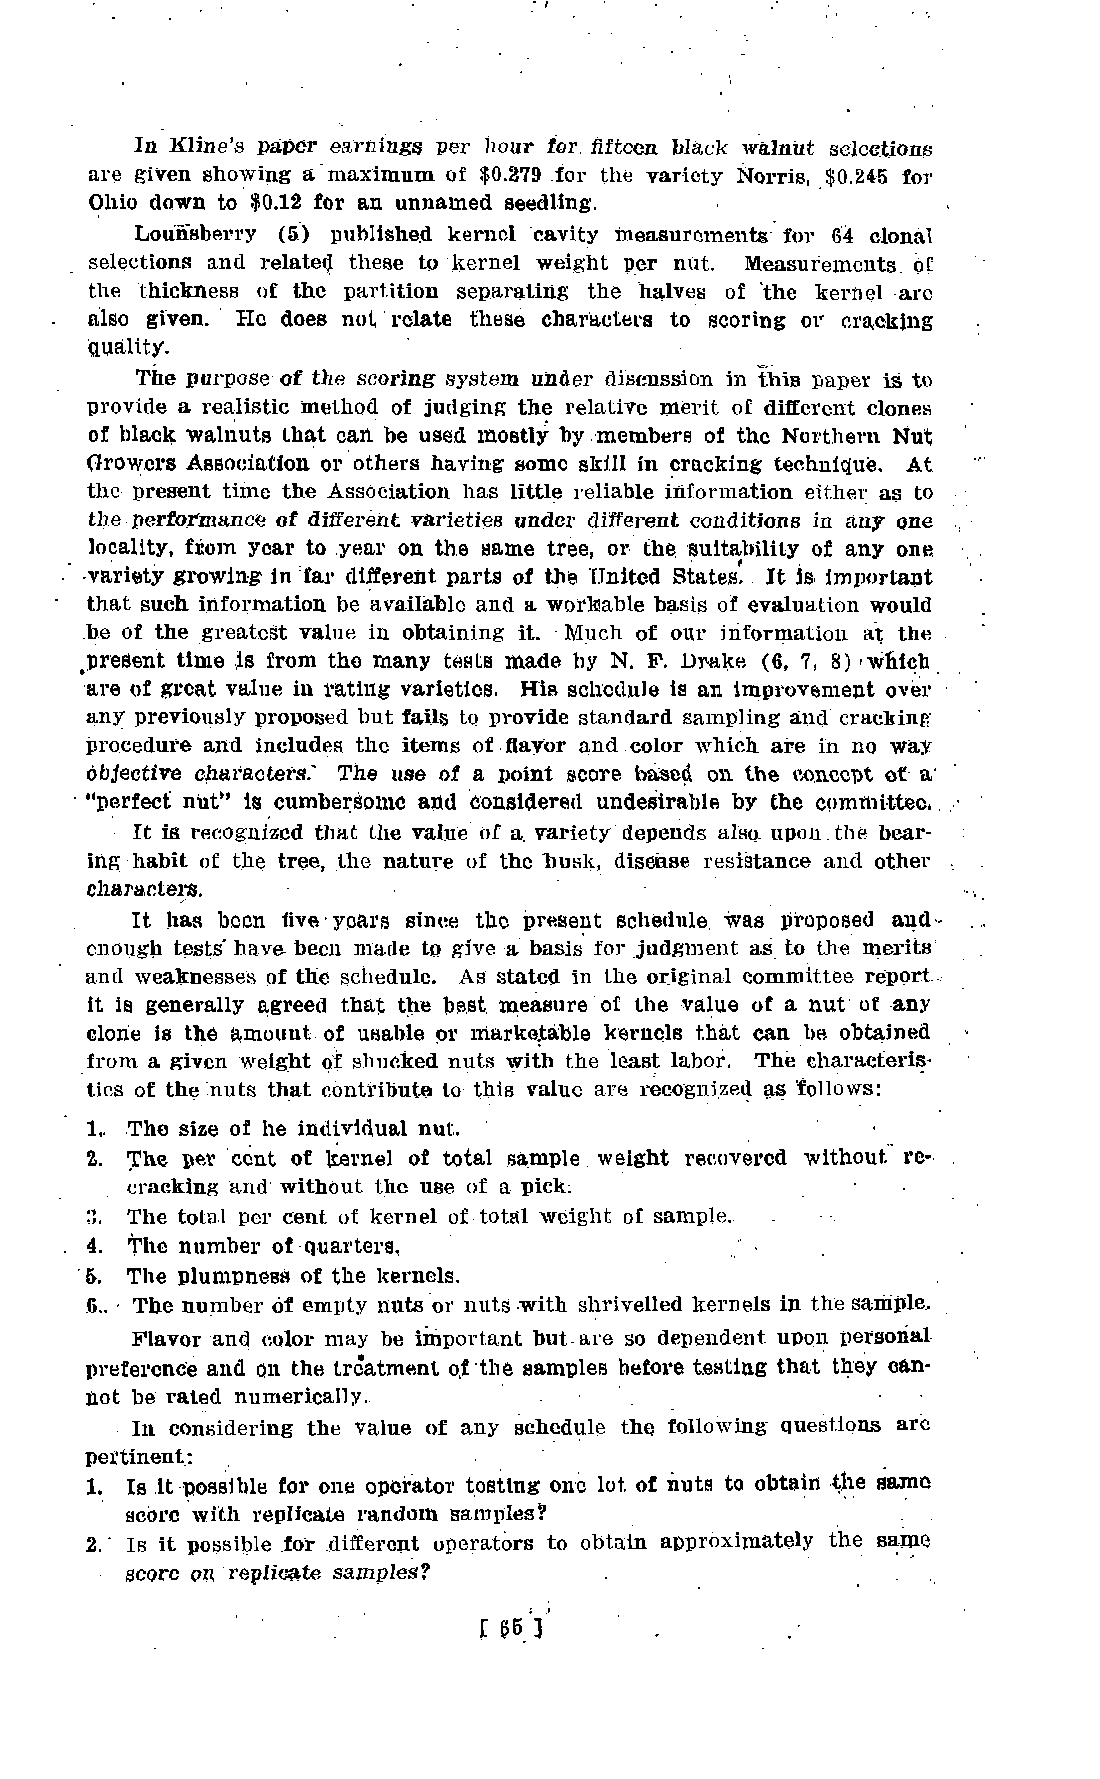 In Kline's paper earnings per hour for fifteen black walnut selections
are given showing a maximum of $0.279 for the variety Norris, $0.245 for
Ohio down to $0.12 for an unnamed seedling.
Lounsberry (5) published kernel cavity measurements for 64 clonal
selections and related these to kernel weight per nut. Measurements of
the thickness of the partition separating the halves of the kernel are
also given. He does not relate these characters to scoring or cracking
quality.
The purpose of the scoring system under discussion in this paper is to
provide a realistic method of judging the relative merit of different clones
of black walnuts that can be used mostly by members of the Northern Nut
Growers Association or others having some skill in cracking technique. At
the present time the Association has little reliable information either as to
the performance of different varieties under different conditions in any one
locality, from year to year on the same tree, or the suitability of any one
variety growing in far different parts of the United States. It is important
that such information be available and a workable basis of evaluation would
be of the greatest value in obtaining it. Much of our information at the
present time is from the many tests made by N. F. Drake (6, 7, 8) which
are of great value in rating varieties. His schedule is an improvement over
any previously proposed but fails to provide standard sampling and cracking
procedure and includes the items of flavor and color which are in no way
objective characters. The use of a point score based on the concept of a
"perfect nut" is cumbersome and considered undesirable by the committee.
It is recognized that the value of a variety depends also upon the bear-
ing habit of the tree, the nature of the husk, disease resistance and other
characters.
It has been five years since the present schedule was proposed and
enough tests have been made to give a basis for judgment as to the merits
and weaknesses of the schedule. As stated in the original committee report
it is generally agreed that the best measure of the value of a nut of any
clone is the amount of usable or marketable kernels that can be obtained
from a given weight of shucked nuts with the least labor. The characteris-
tics of the nuts that contribute to this value are recognized as follows:
1. The size of he individual nut.
2. The per cent of kernel of total sample weight recovered without re-
cracking and without the use of a pick.
3. The total per cent of kernel of total weight of sample.
4. The number of quarters.
5. The plumpness of the kernels.
6. The number of empty nuts or nuts with shrivelled kernels in the sample.
Flavor and color may be important but are so dependent upon personal
preference and on the treatment of the samples before testing that they can-
not be rated numerically.
In considering the value of any schedule the following questions are
pertinent:
1. Is it possible for one operator testing one lot of nuts to obtain the same
score with replicate random samples?
2. Is it possible for different operators to obtain approximately the same
score on replicate samples?
[ 65 ]